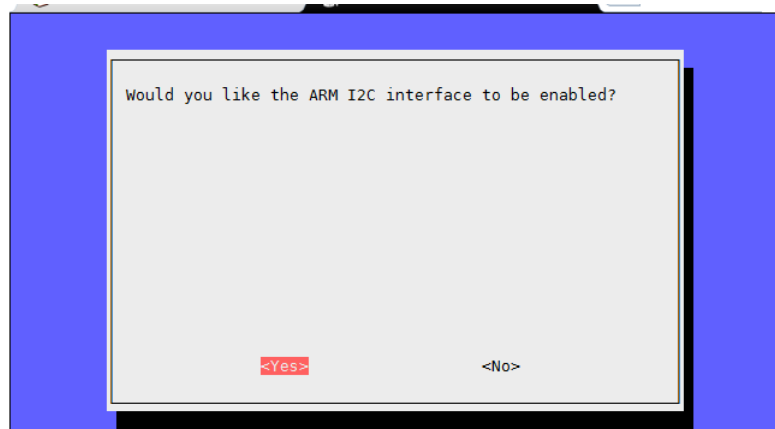 Would you like the ARM I2C interface to be enabled?
<Yes> <No>